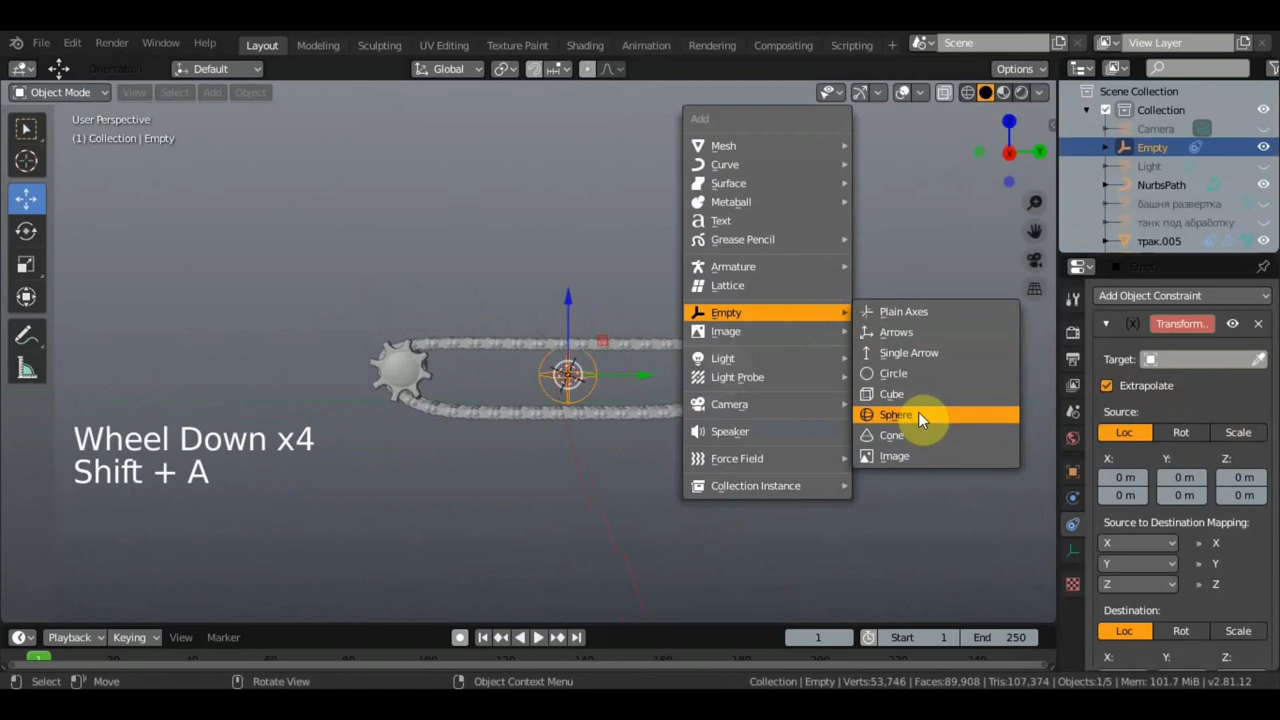 File Edit Render Window Help Layout Modeling Sculpting UV Editing Texture Paint Shading Animation Rendering Compositing Scripting + Scene View Layer
Orientation Default Global Options
Object Mode View Select Add Object
User Perspective
(1) Collection | Empty
Wheel Down x4
Shift + A
Add
Mesh
Curve
Surface
Metaball
Text
Grease Pencil
Armature
Lattice
Empty
Image
Light
Light Probe
Camera
Speaker
Force Field
Collection Instance
Plain Axes
Arrows
Single Arrow
Circle
Cube
Sphere
Cone
Image
Scene Collection
Collection
Camera
Empty
Light
NurbsPath
башня развертка
танк под абработку
трак.005
Empty
Add Object Constraint
Transform..
Target:
Extrapolate
Source:
Loc Rot Scale
X: Y: Z:
0 m 0 m 0 m
0 m 0 m 0 m
Source to Destination Mapping:
X » X
Y » Y
Z » Z
Destination:
Loc Rot Scale
X: Y: Z:
Playback Keying View Marker 1 Start 1 End 250
1
Select Move Rotate View Object Context Menu Collection | Empty | Verts:53,746 | Faces:89,908 | Tris:107,374 | Objects:1/5 | Mem: 101.7 MiB | v2.81.12